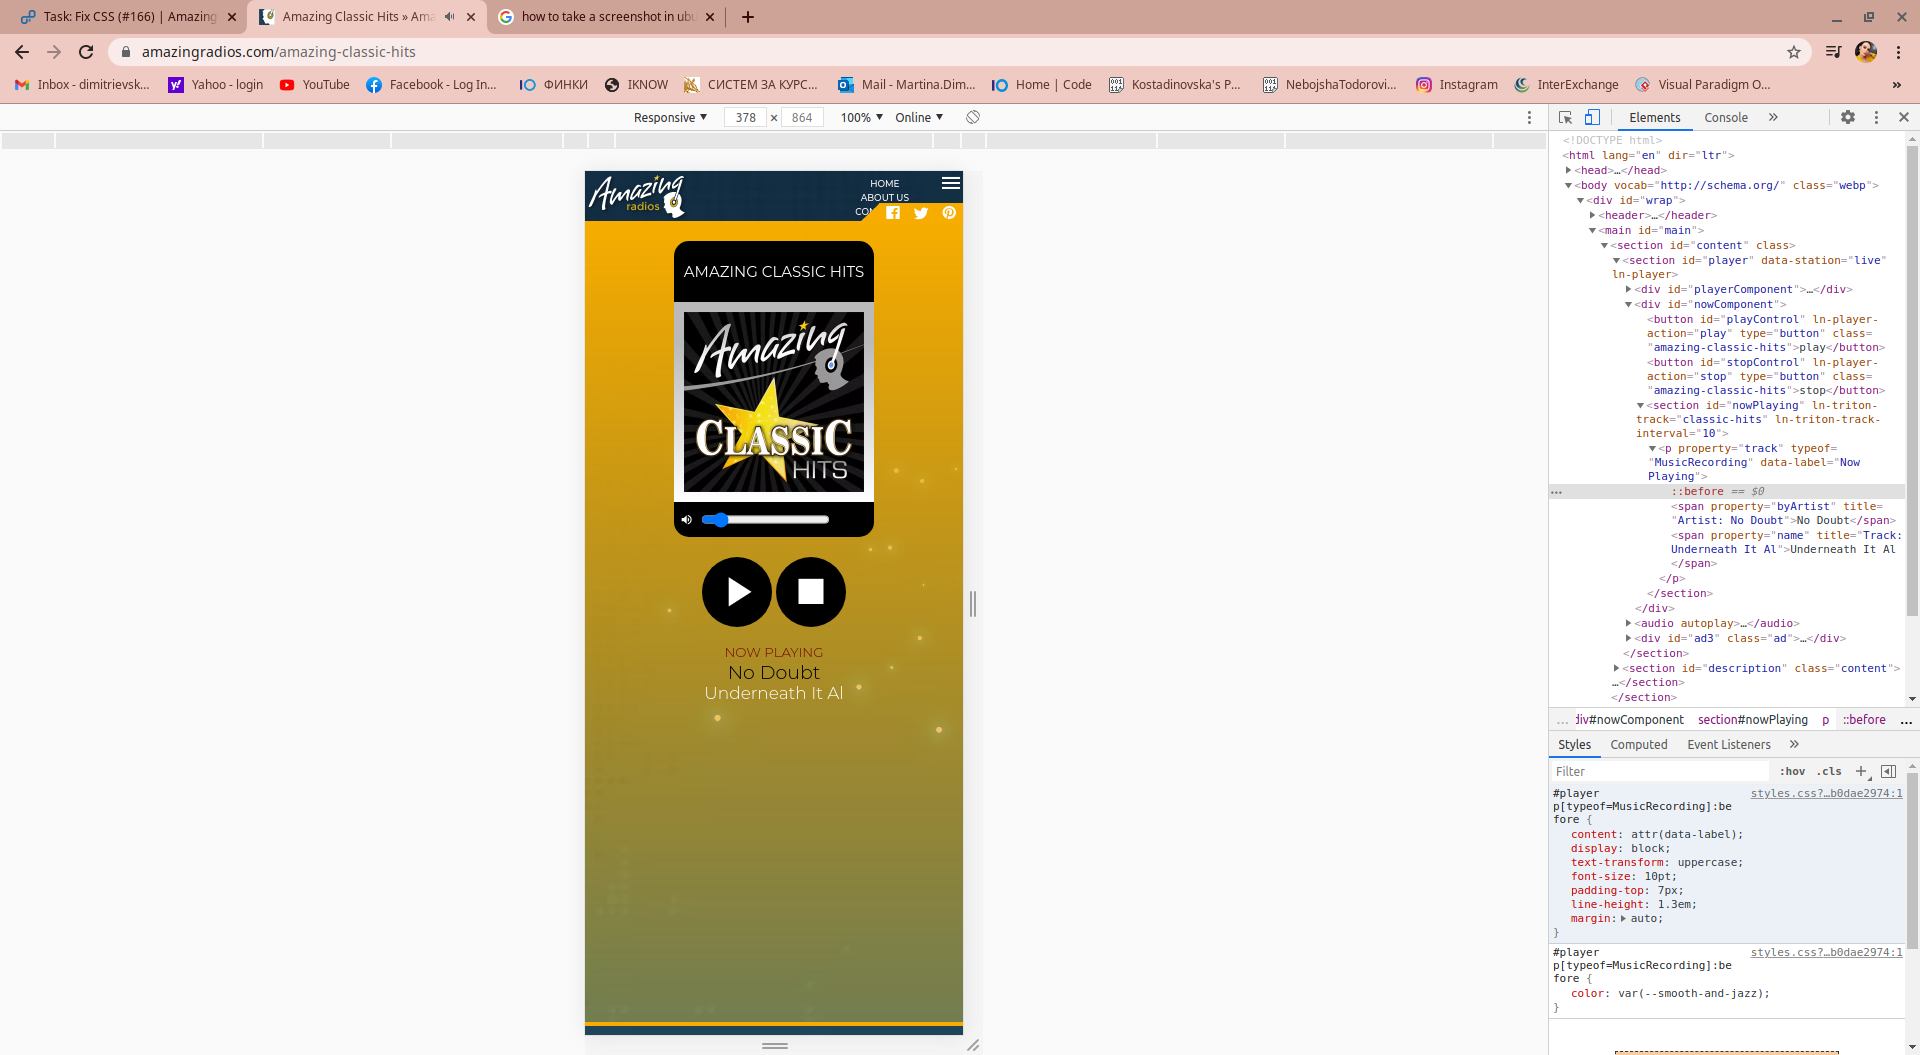 Task: Fix CSS (#166) | Amazing
Amazing Classic Hits » Ama
how to take a screenshot in ubu
amazingradios.com/amazing-classic-hits
Inbox - dimitrievsk...
Yahoo - login
YouTube
Facebook - Log In...
ФИНКИ
IKNOW
СИСТЕМ ЗА КУРС...
Mail - Martina.Dim...
Home | Code
Kostadinovska's P...
NebojshaTodorovi...
Instagram
InterExchange
Visual Paradigm O...
»
Responsive 378 × 864 100% Online
Elements Console »
<!DOCTYPE html>
<html lang="en" dir="ltr">
<head>…</head>
<body vocab="http://schema.org/" class="webp">
<div id="wrap">
<header>…</header>
<main id="main">
<section id="content" class>
<section id="player" data-station="live"
ln-player>
<div id="playerComponent">…</div>
<div id="nowComponent">
<button id="playControl" ln-player-
action="play" type="button" class=
"amazing-classic-hits">play</button>
<button id="stopControl" ln-player-
action="stop" type="button" class=
"amazing-classic-hits">stop</button>
<section id="nowPlaying" ln-triton-
track="classic-hits" ln-triton-track-
interval="10">
<p property="track" typeof=
"MusicRecording" data-label="Now
Playing">
::before == $0
<span property="byArtist" title=
"Artist: No Doubt">No Doubt</span>
<span property="name" title="Track:
Underneath It Al">Underneath It Al
</span>
</p>
</section>
</div>
<audio autoplay>…</audio>
<div id="ad3" class="ad">…</div>
</section>
<section id="description" class="content">
…</section>
</section>
… div#nowComponent section#nowPlaying p ::before …
Styles Computed Event Listeners »
Filter :hov .cls
#player styles.css?…b0dae2974:1
p[typeof=MusicRecording]:be
fore {
content: attr(data-label);
display: block;
text-transform: uppercase;
font-size: 10pt;
padding-top: 7px;
line-height: 1.3em;
margin: auto;
}
#player styles.css?…b0dae2974:1
p[typeof=MusicRecording]:be
fore {
color: var(--smooth-and-jazz);
}
Amazing
radios
HOME
ABOUT US
CO
AMAZING CLASSIC HITS
Amazing
CLASSIC
HITS
NOW PLAYING
No Doubt
Underneath It Al